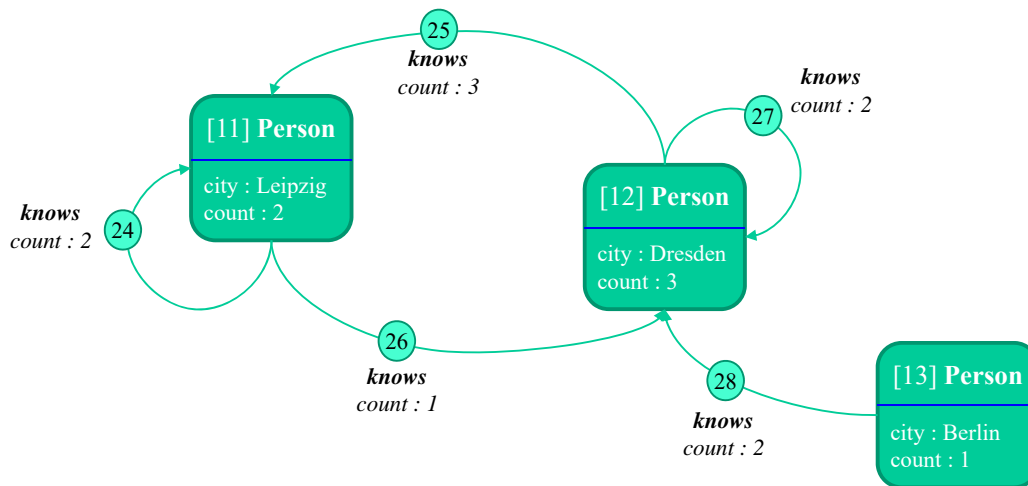 25
knows
count : 3
knows
count : 2
27
[11] Person
city : Leipzig
count : 2
knows
count : 2
24
[12] Person
city : Dresden
count : 3
26
knows
count : 1
28
knows
count : 2
[13] Person
city : Berlin
count : 1